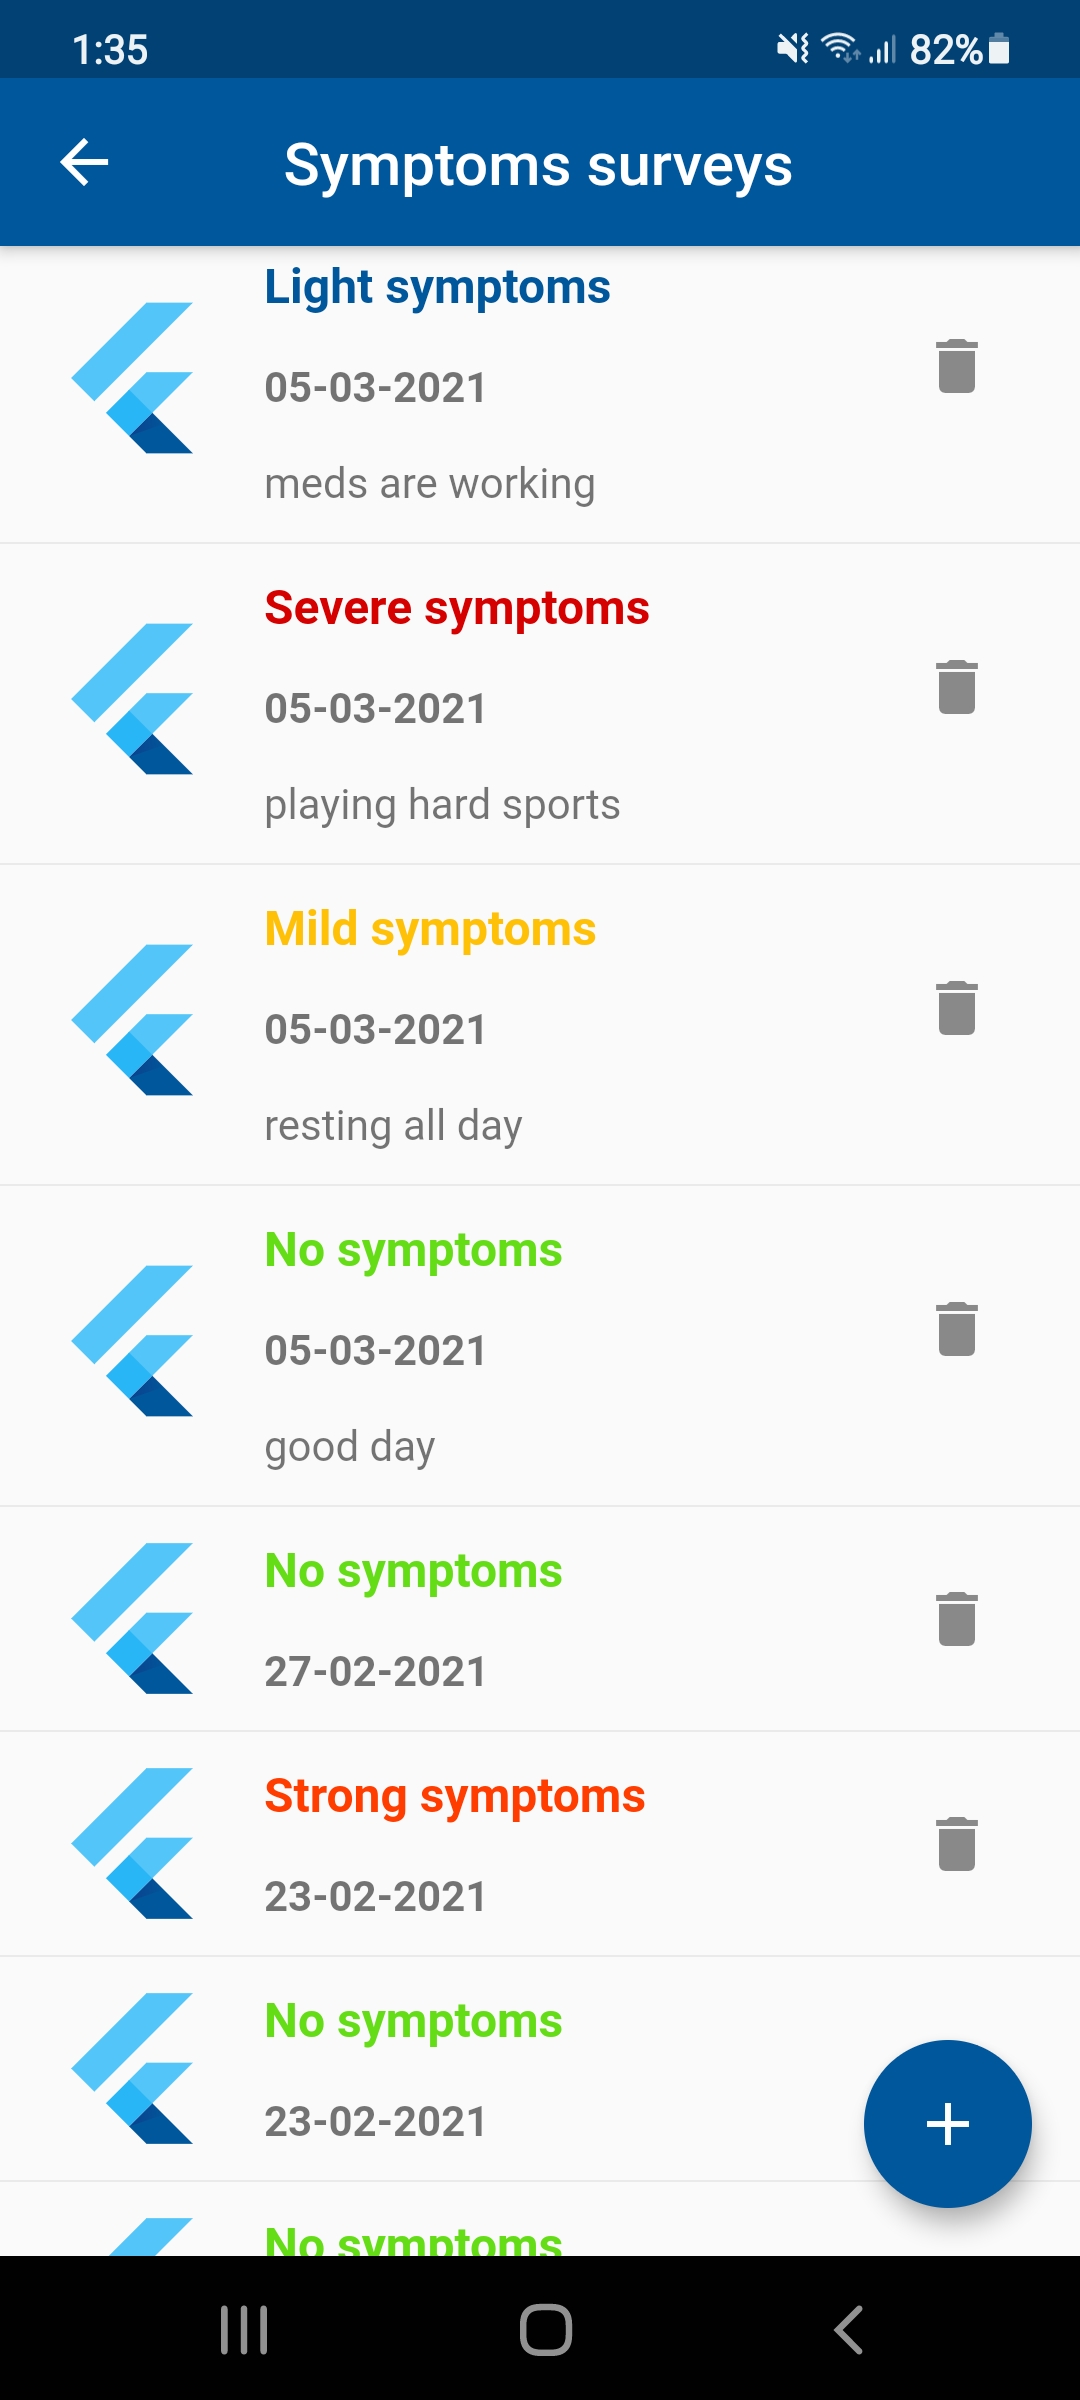 1:35
82%
Symptoms surveys
Light symptoms
05-03-2021
meds are working
Severe symptoms
05-03-2021
playing hard sports
Mild symptoms
05-03-2021
resting all day
No symptoms
05-03-2021
good day
No symptoms
27-02-2021
Strong symptoms
23-02-2021
No symptoms
23-02-2021
No symptoms